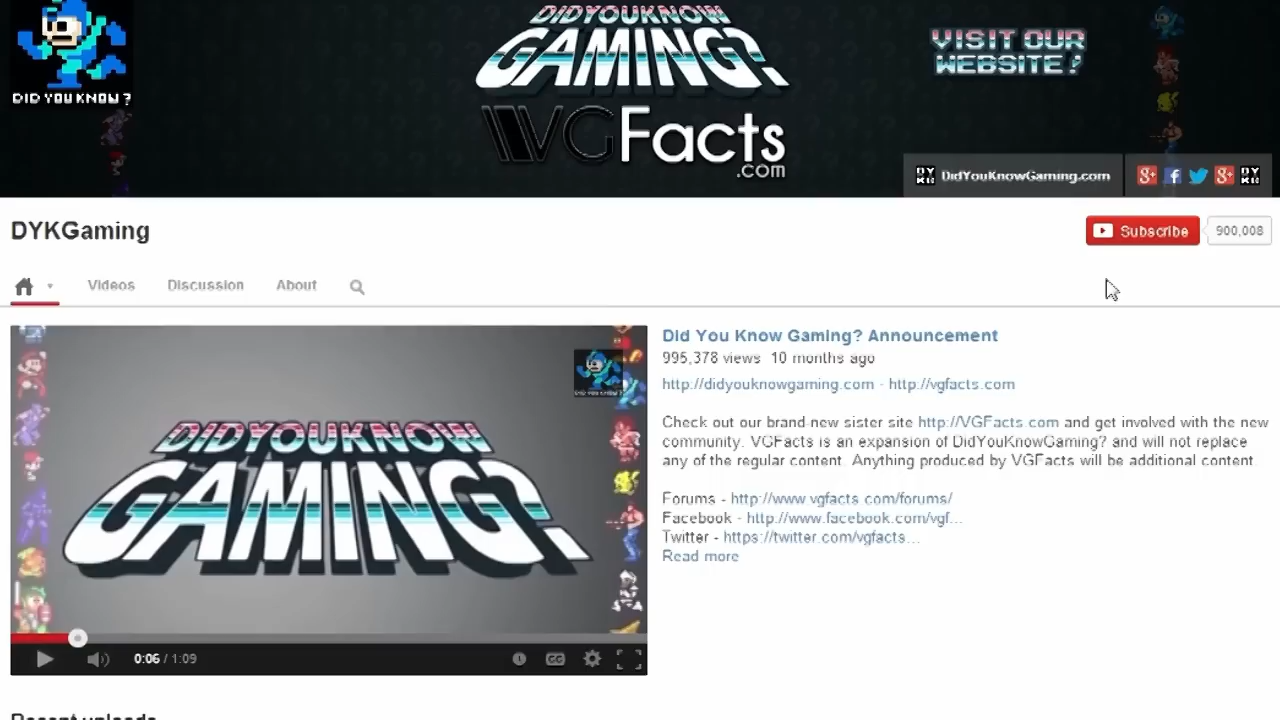 DID YOU KNOW ?
DIDYOUKNOW
GAMING?
VGFacts
.com
VISIT OUR
WEBSITE!
DidYouKnowGaming.com
DYKGaming
Subscribe 900,008
Videos Discussion About
DIDYOUKNOW
GAMING?
0:06 / 1:09
CC
Did You Know Gaming? Announcement
995,378 views 10 months ago
http://didyouknowgaming.com - http://vgfacts.com
Check out our brand new sister site http://VGFacts.com and get involved with the new
community. VGFacts is an expansion of DidYouKnowGaming? and will not replace
any of the regular content. Anything produced by VGFacts will be additional content.
Forums - http://www.vgfacts.com/forums/
Facebook - http://www.facebook.com/vgf...
Twitter - https://twitter.com/vgfacts...
Read more
Recent uploads